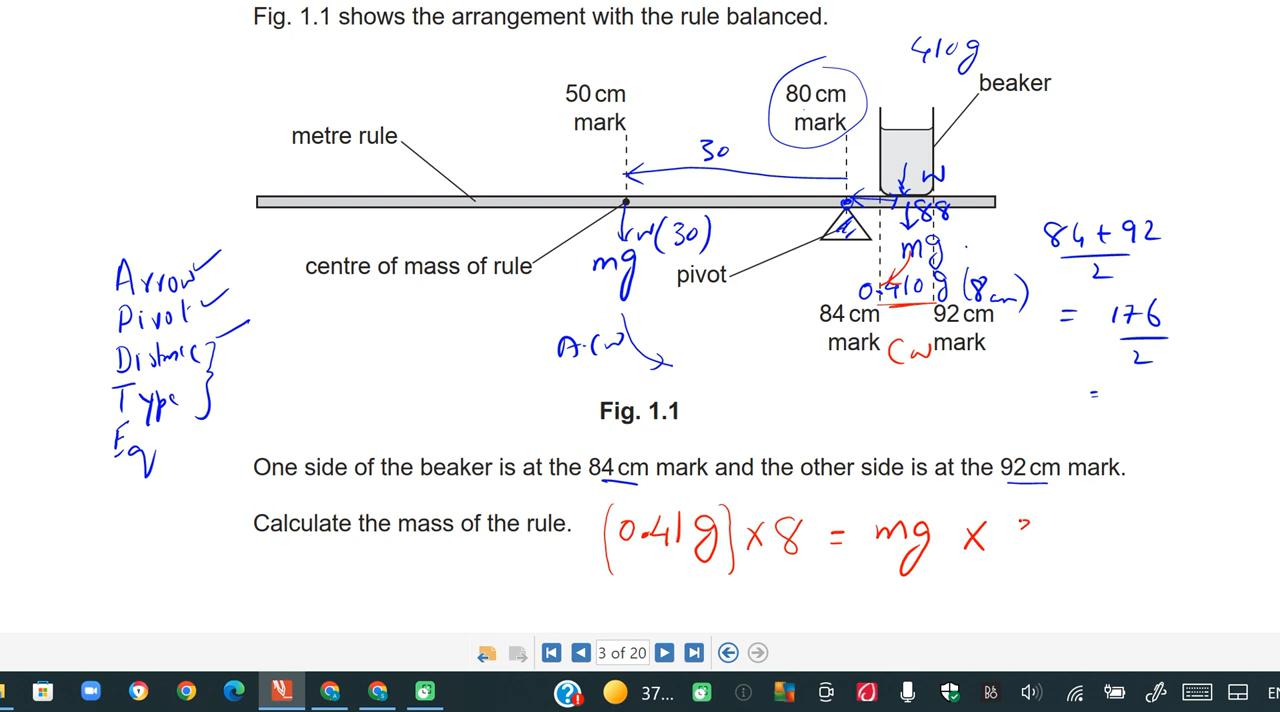 Fig. 1.1 shows the arrangement with the rule balanced.
410g
beaker
50 cm
mark
80 cm
mark
metre rule
30
W
88
W(30)
mg
mg
centre of mass of rule
pivot
0.410g (8cm)
84 cm
mark
92 cm
mark
Cw
A.Cw
84 + 92
2
= 176
2
=
Arrow
Pivot
Distance
Type
Eq
Fig. 1.1
One side of the beaker is at the 84 cm mark and the other side is at the 92 cm mark.
Calculate the mass of the rule.
(0.41g) × 8 = mg ×
3 of 20
37...